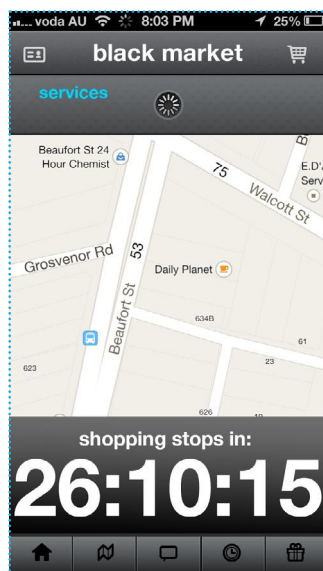 voda AU 8:03 PM 25%
black market
services
Beaufort St 24
Hour Chemist
75
Walcott St
E.D'
Serv
Grosvenor Rd
53
Beaufort St
Daily Planet
634B
61
23
623
626
shopping stops in:
26:10:15